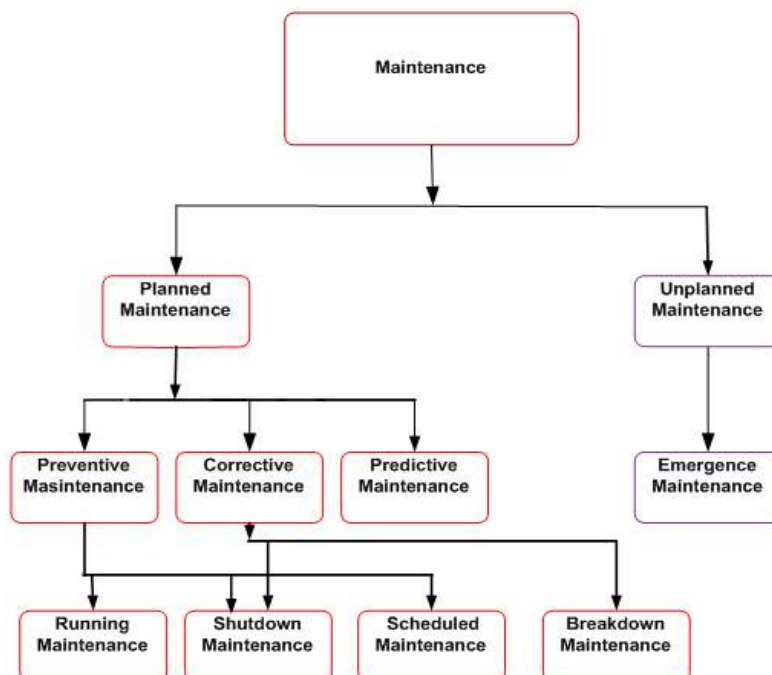 Maintenance
Planned
Maintenance
Unplanned
Maintenance
Preventive
Masintenance
Corrective
Maintenance
Predictive
Maintenance
Emergence
Maintenance
Running
Maintenance
Shutdown
Maintenance
Scheduled
Maintenance
Breakdown
Maintenance